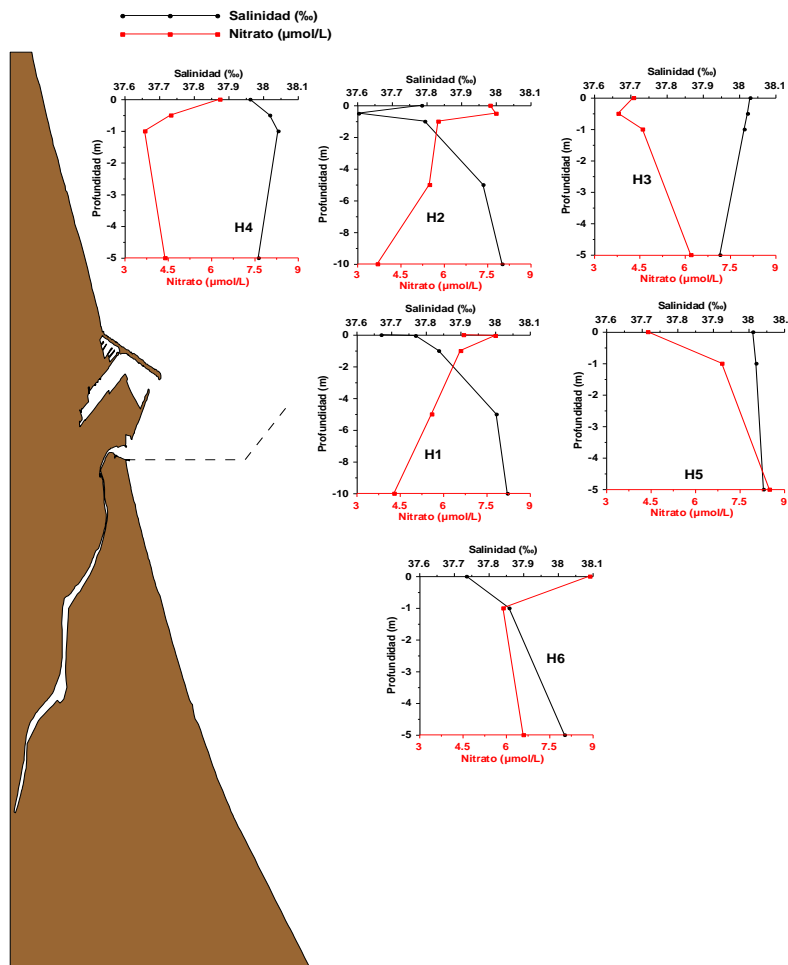 Salinidad (‰)
Nitrato (µmol/L)
Salinidad (‰)
37.6 37.7 37.8 37.9 38 38.1
Profundidad (m)
0
-1
-2
-3
-4
-5
H4
3 4.5 6 7.5 9
Nitrato (µmol/L)
Salinidad (‰)
37.6 37.7 37.8 37.9 38 38.1
Profundidad (m)
0
-2
-4
-6
-8
-10
H2
3 4.5 6 7.5 9
Nitrato (µmol/L)
Salinidad (‰)
37.6 37.7 37.8 37.9 38 38.1
Profundidad (m)
0
-1
-2
-3
-4
-5
H3
3 4.5 6 7.5 9
Nitrato (µmol/L)
Salinidad (‰)
37.6 37.7 37.8 37.9 38 38.1
Profundidad (m)
0
-2
-4
-6
-8
-10
H1
3 4.5 6 7.5 9
Nitrato (µmol/L)
Salinidad (‰)
37.6 37.7 37.8 37.9 38 38.
Profundidad (m)
0
-1
-2
-3
-4
-5
H5
3 4.5 6 7.5 9
Nitrato (µmol/L)
Salinidad (‰)
37.6 37.7 37.8 37.9 38 38.1
Profundidad (m)
0
-1
-2
-3
-4
-5
H6
3 4.5 6 7.5 9
Nitrato (µmol/L)